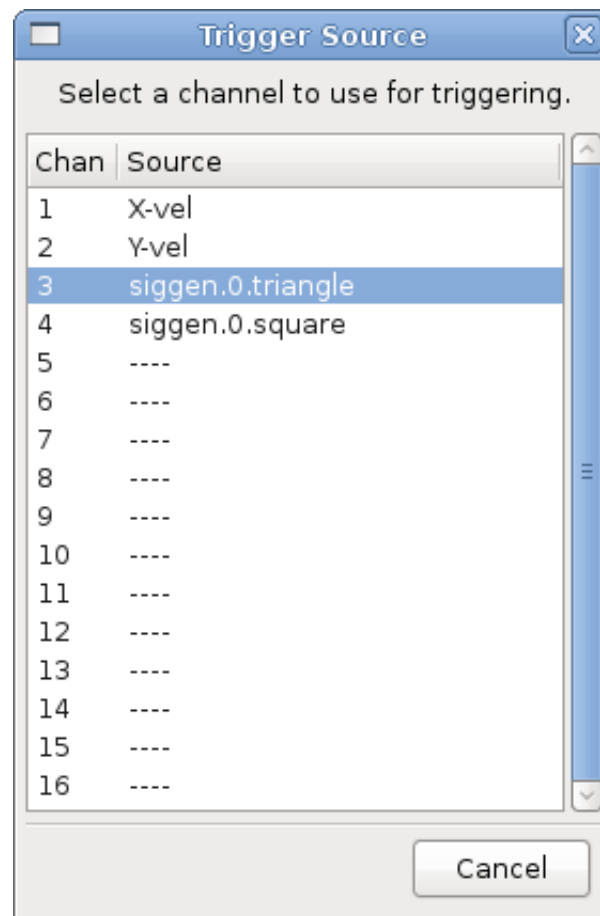 Trigger Source
Select a channel to use for triggering.
Chan Source
1 X-vel
2 Y-vel
3 siggen.0.triangle
4 siggen.0.square
5 ----
6 ----
7 ----
8 ----
9 ----
10 ----
11 ----
12 ----
13 ----
14 ----
15 ----
16 ----
Cancel